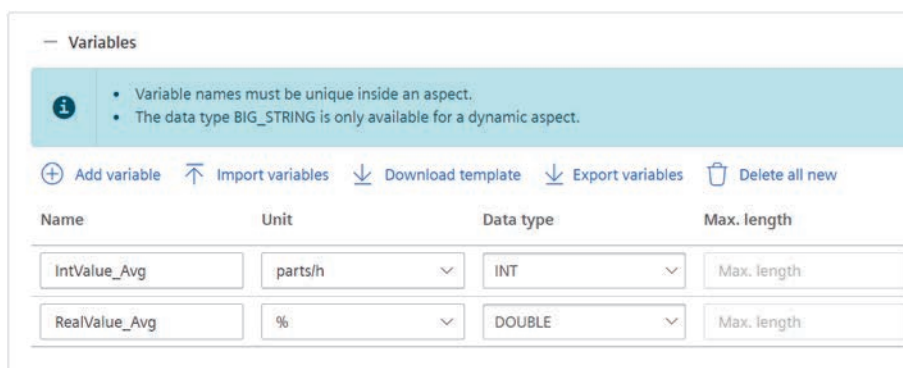 — Variables
• Variable names must be unique inside an aspect.
• The data type BIG_STRING is only available for a dynamic aspect.
Add variable Import variables Download template Export variables Delete all new
Name Unit Data type Max. length
IntValue_Avg parts/h INT Max. length
RealValue_Avg % DOUBLE Max. length